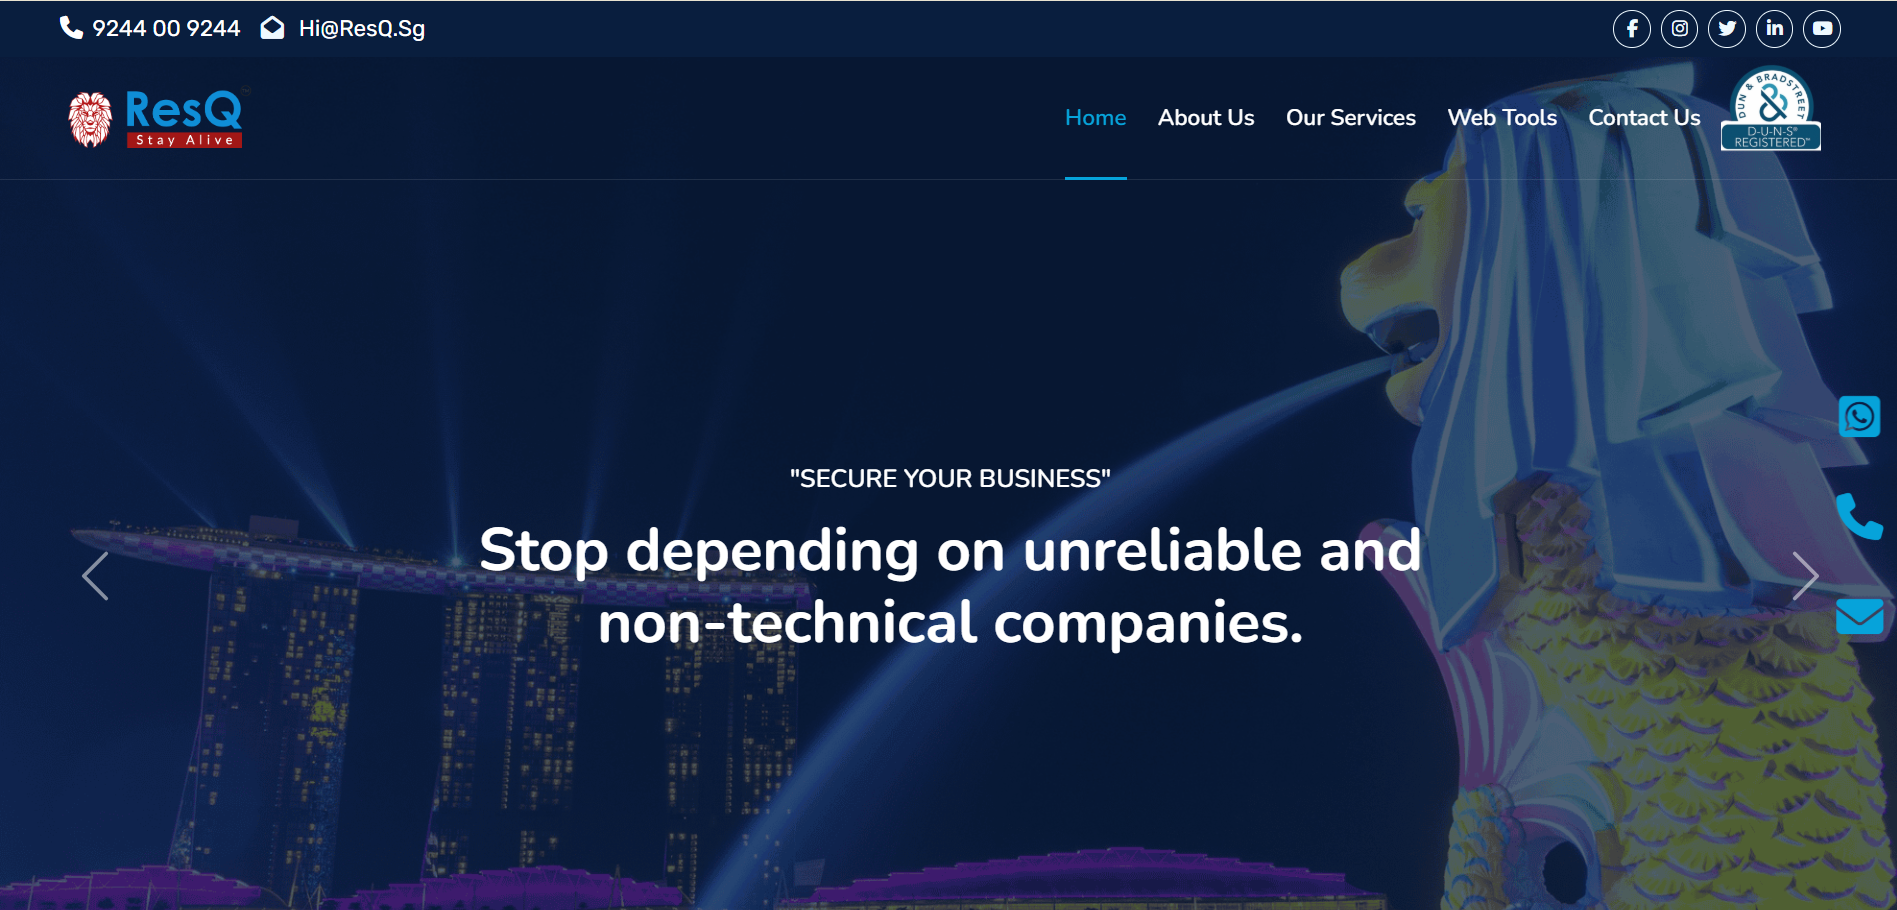 9244 00 9244 Hi@ResQ.Sg
ResQ
Stay Alive
Home About Us Our Services Web Tools Contact Us
DUN & BRADSTREET
D-U-N-S®
REGISTERED™
"SECURE YOUR BUSINESS"
Stop depending on unreliable and
non-technical companies.